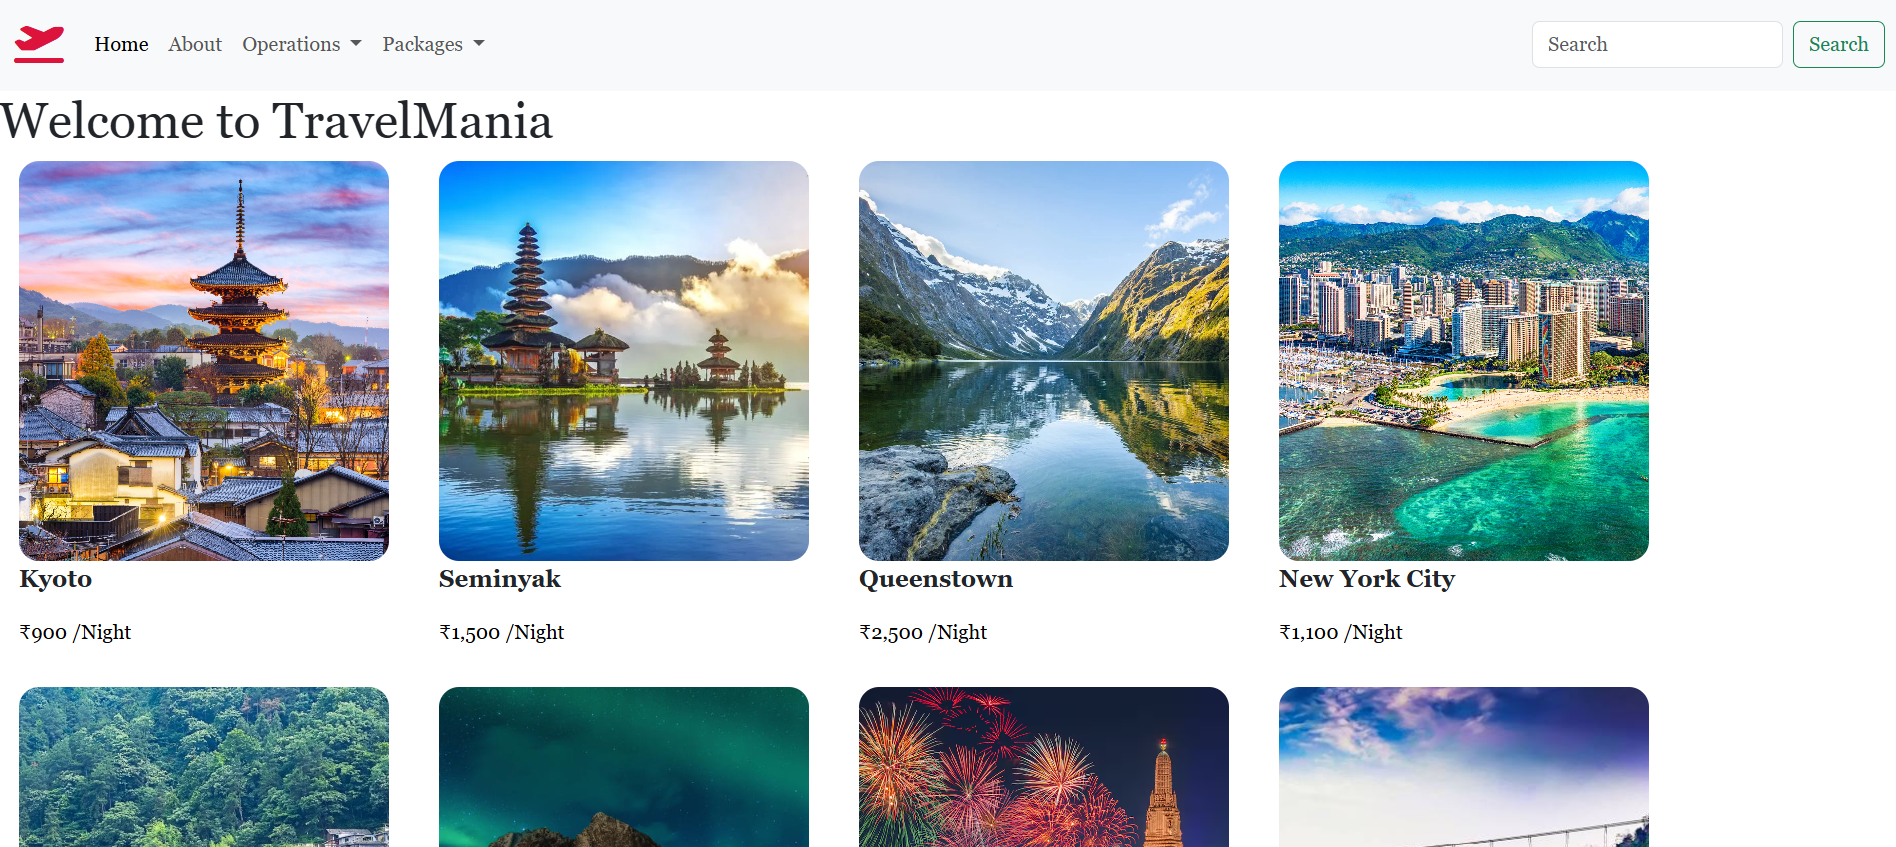 Home About Operations Packages Search Search
Welcome to TravelMania
Kyoto Seminyak Queenstown New York City
₹900 /Night ₹1,500 /Night ₹2,500 /Night ₹1,100 /Night